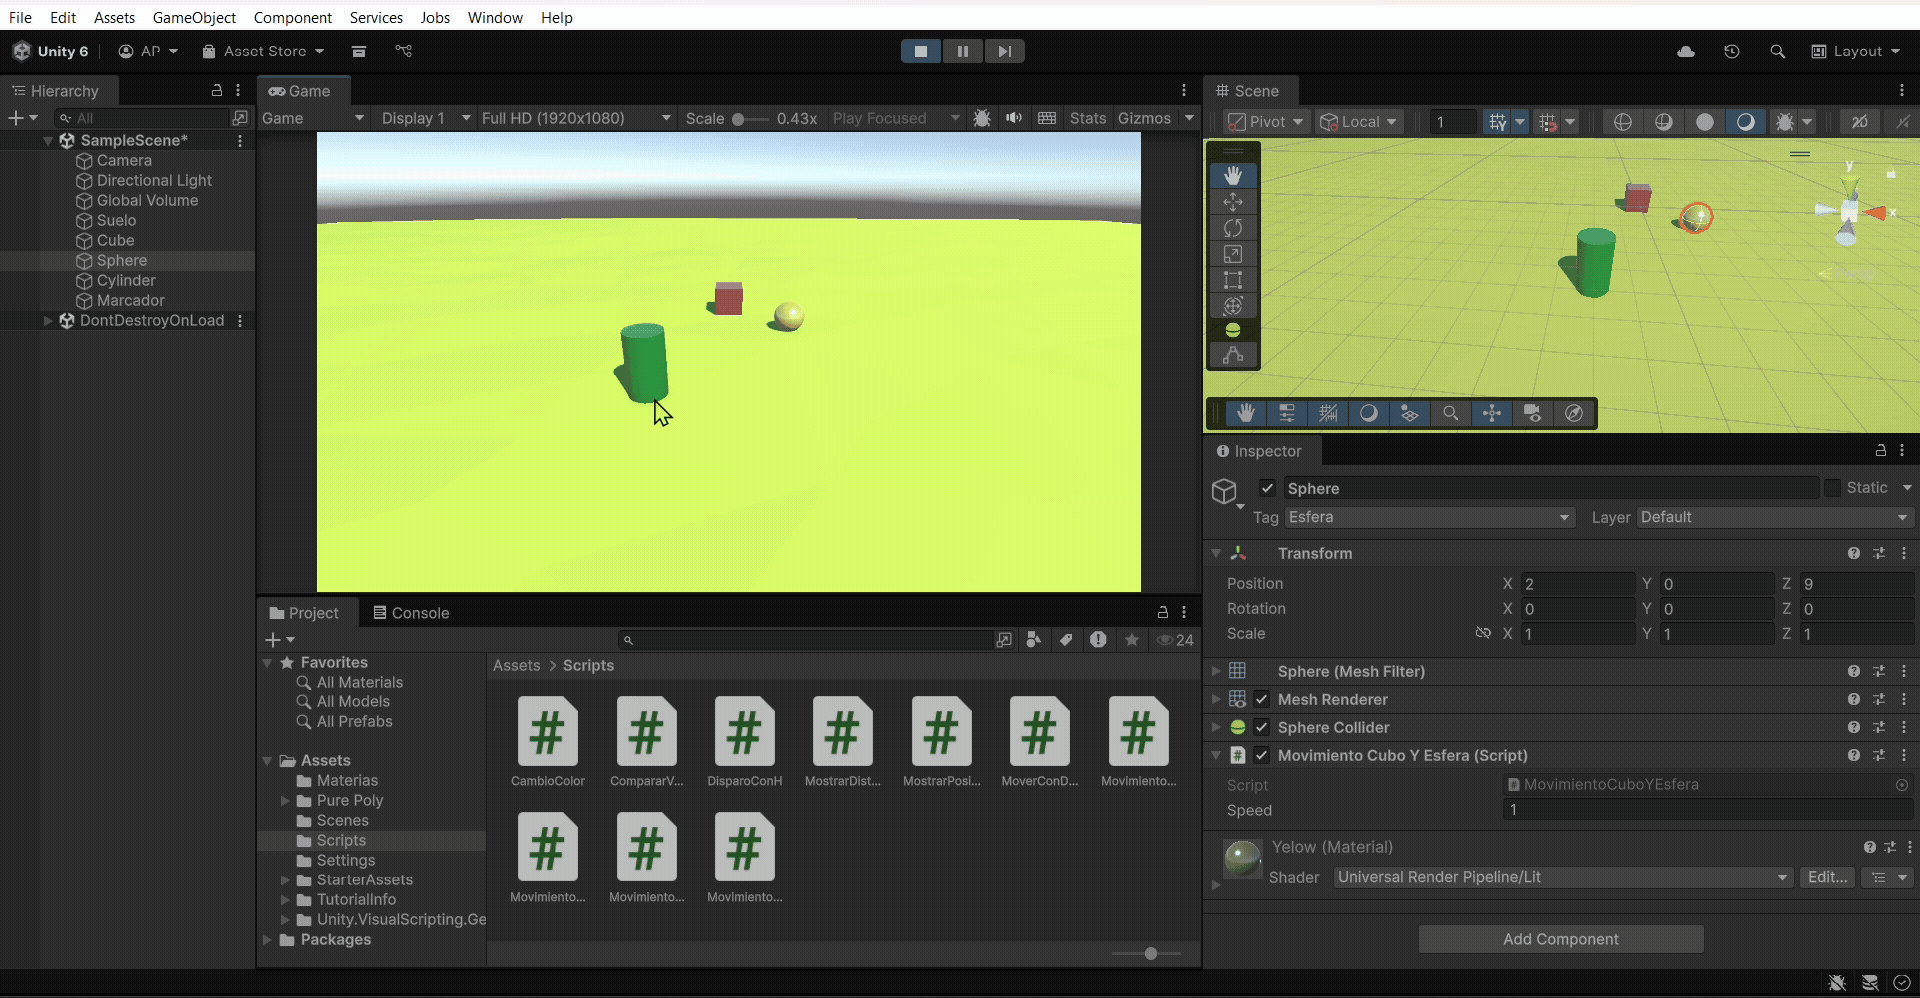 File Edit Assets GameObject Component Services Jobs Window Help
Unity 6 AP Asset Store Layout
Hierarchy
All
SampleScene*
Camera
Directional Light
Global Volume
Suelo
Cube
Sphere
Cylinder
Marcador
DontDestroyOnLoad
Game
Game Display 1 Full HD (1920x1080) Scale 0.43x Play Focused Stats Gizmos
Scene
Pivot Local 1 2D
y
x
Project Console
24
Favorites
All Materials
All Models
All Prefabs
Assets
Materias
Pure Poly
Scenes
Scripts
Settings
StarterAssets
TutorialInfo
Unity.VisualScripting.Ge
Packages
Assets > Scripts
CambioColor CompararV... DisparoConH MostrarDist... MostrarPosi... MoverConD... Movimiento...
Movimiento... Movimiento... Movimiento...
Inspector
Sphere Static
Tag Esfera Layer Default
Transform
Position X 2 Y 0 Z 9
Rotation X 0 Y 0 Z 0
Scale X 1 Y 1 Z 1
Sphere (Mesh Filter)
Mesh Renderer
Sphere Collider
Movimiento Cubo Y Esfera (Script)
Script MovimientoCuboYEsfera
Speed 1
Yelow (Material)
Shader Universal Render Pipeline/Lit Edit...
Add Component